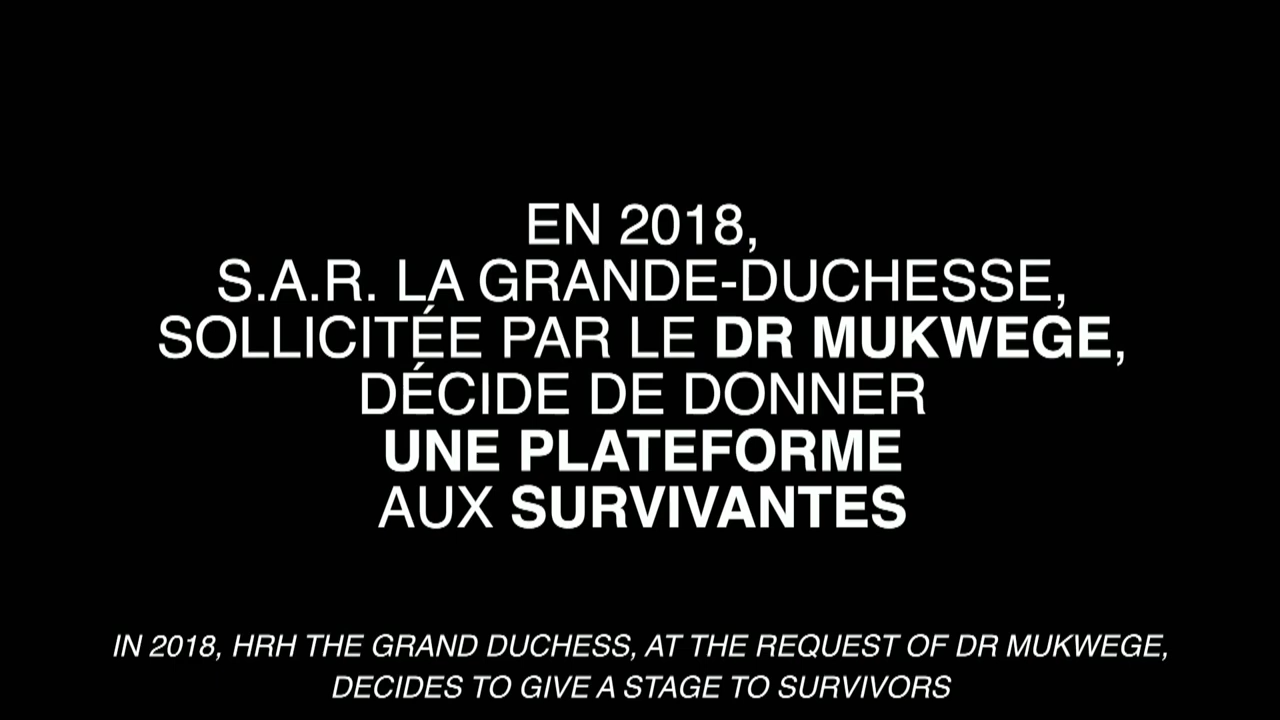 EN 2018,
S.A.R. LA GRANDE-DUCHESSE,
SOLLICITÉE PAR LE DR MUKWEGE,
DÉCIDE DE DONNER
UNE PLATEFORME
AUX SURVIVANTES
IN 2018, HRH THE GRAND DUCHESS, AT THE REQUEST OF DR MUKWEGE,
DECIDES TO GIVE A STAGE TO SURVIVORS